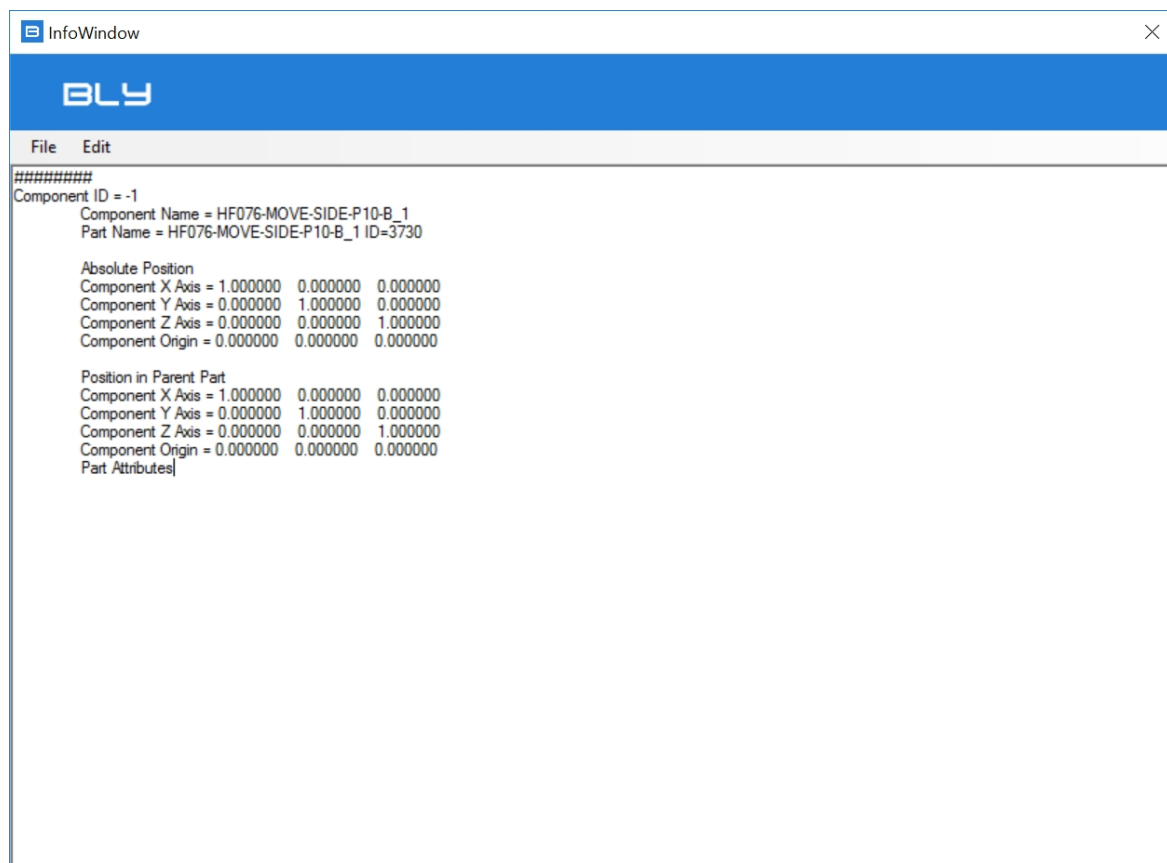 InfoWindow
BLY
File Edit
########
Component ID = -1
Component Name = HF076-MOVE-SIDE-P10-B_1
Part Name = HF076-MOVE-SIDE-P10-B_1 ID=3730
Absolute Position
Component X Axis = 1.000000 0.000000 0.000000
Component Y Axis = 0.000000 1.000000 0.000000
Component Z Axis = 0.000000 0.000000 1.000000
Component Origin = 0.000000 0.000000 0.000000
Position in Parent Part
Component X Axis = 1.000000 0.000000 0.000000
Component Y Axis = 0.000000 1.000000 0.000000
Component Z Axis = 0.000000 0.000000 1.000000
Component Origin = 0.000000 0.000000 0.000000
Part Attributes